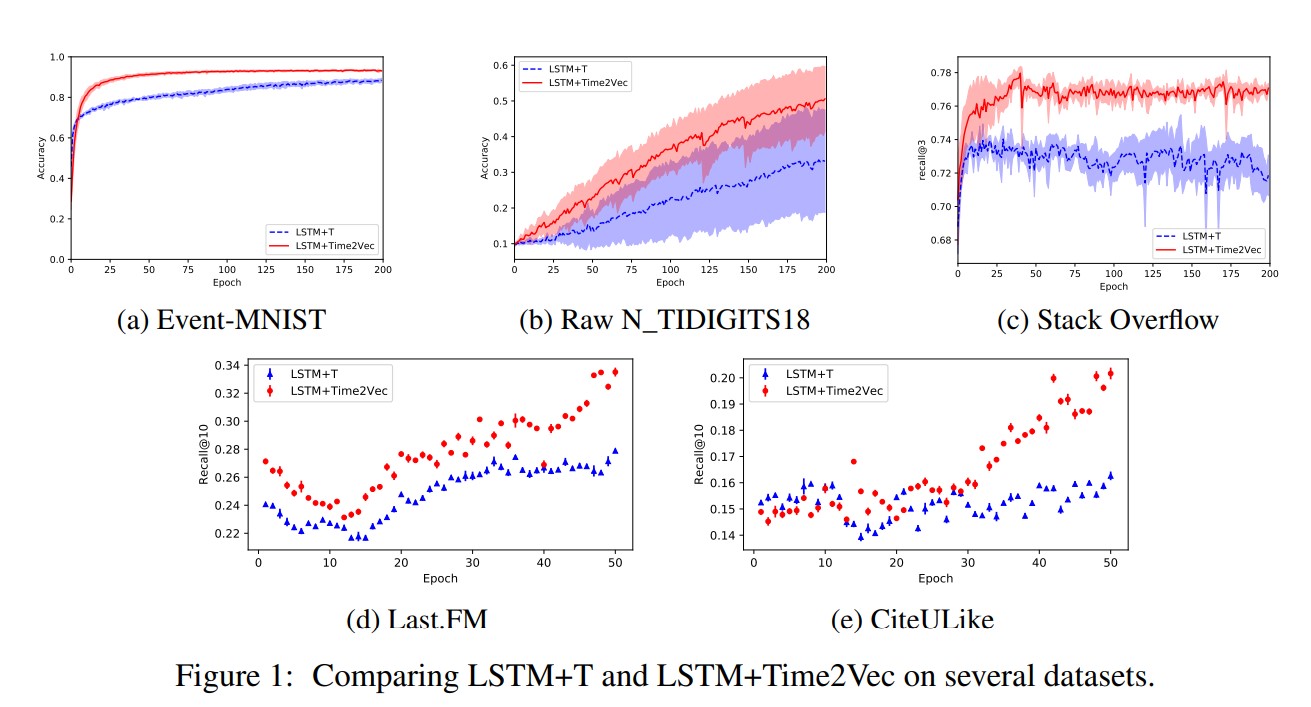 1.0
0.8
0.6
0.4
0.2
0.0
Accuracy
LSTM+T
LSTM+Time2Vec
0 25 50 75 100 125 150 175 200
Epoch
(a) Event-MNIST
0.6
0.5
0.4
0.3
0.2
0.1
Accuracy
LSTM+T
LSTM+Time2Vec
0 25 50 75 100 125 150 175 200
Epoch
(b) Raw N_TIDIGITS18
0.78
0.76
0.74
0.72
0.70
0.68
recall@3
LSTM+T
LSTM+Time2Vec
0 25 50 75 100 125 150 175 200
Epoch
(c) Stack Overflow
0.34
0.32
0.30
0.28
0.26
0.24
0.22
Recall@10
LSTM+T
LSTM+Time2Vec
0 10 20 30 40 50
Epoch
(d) Last.FM
0.20
0.19
0.18
0.17
0.16
0.15
0.14
Recall@10
LSTM+T
LSTM+Time2Vec
0 10 20 30 40 50
Epoch
(e) CiteULike
Figure 1: Comparing LSTM+T and LSTM+Time2Vec on several datasets.